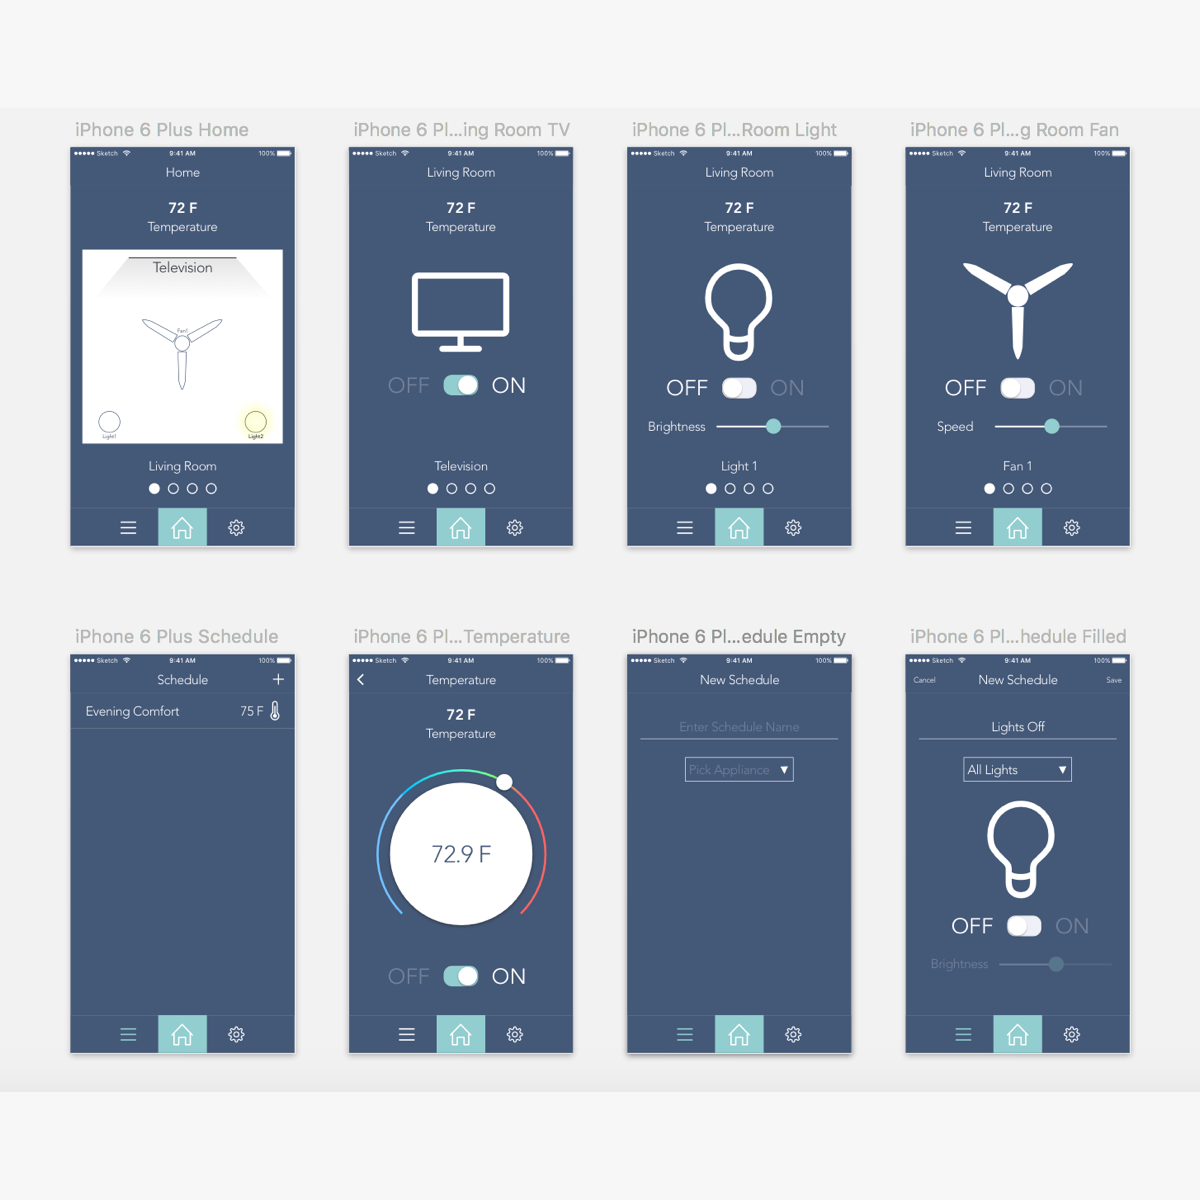 iPhone 6 Plus Home
Sketch 9:41 AM 100%
Home
72 F
Temperature
Television
Fan1
Light1
Light2
Living Room
iPhone 6 Pl...ing Room TV
Sketch 9:41 AM 100%
Living Room
72 F
Temperature
OFF ON
Television
iPhone 6 Pl...Room Light
Sketch 9:41 AM 100%
Living Room
72 F
Temperature
OFF ON
Brightness
Light 1
iPhone 6 Pl...g Room Fan
Sketch 9:41 AM 100%
Living Room
72 F
Temperature
OFF ON
Speed
Fan 1
iPhone 6 Plus Schedule
Sketch 9:41 AM 100%
Schedule +
Evening Comfort 75 F
iPhone 6 Pl...Temperature
Sketch 9:41 AM 100%
Temperature
72 F
Temperature
72.9 F
OFF ON
iPhone 6 Pl...edule Empty
Sketch 9:41 AM 100%
New Schedule
Enter Schedule Name
Pick Appliance
iPhone 6 Pl...hedule Filled
Sketch 9:41 AM 100%
Cancel New Schedule Save
Lights Off
All Lights
OFF ON
Brightness